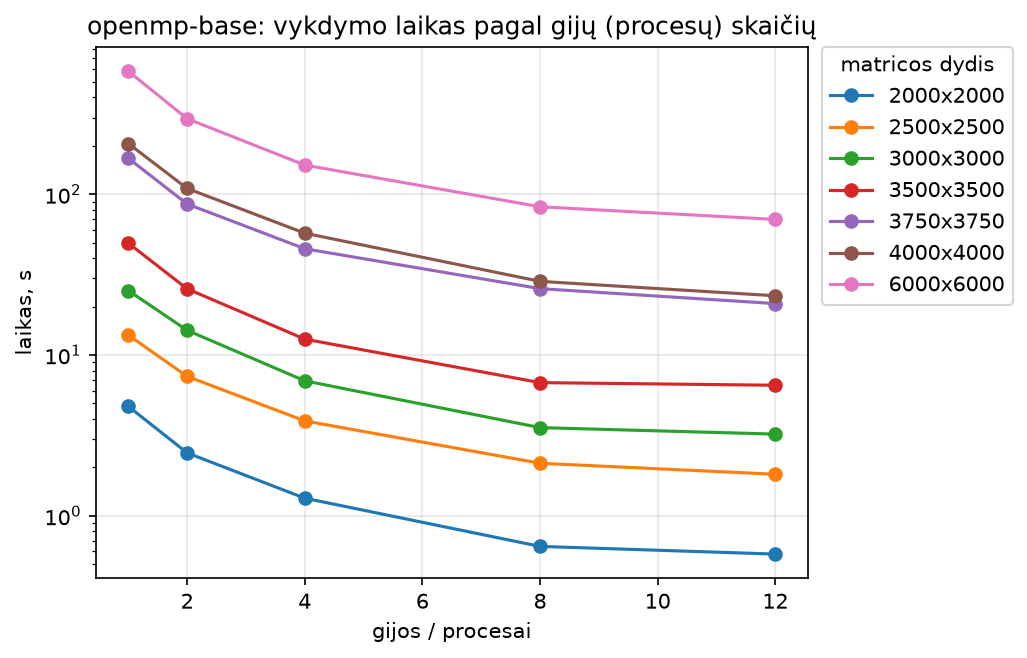 openmp-base: vykdymo laikas pagal gijų (procesų) skaičių
matricos dydis
2000x2000
2500x2500
3000x3000
3500x3500
3750x3750
4000x4000
6000x6000
laikas, s
10²
10¹
10⁰
2 4 6 8 10 12
gijos / procesai